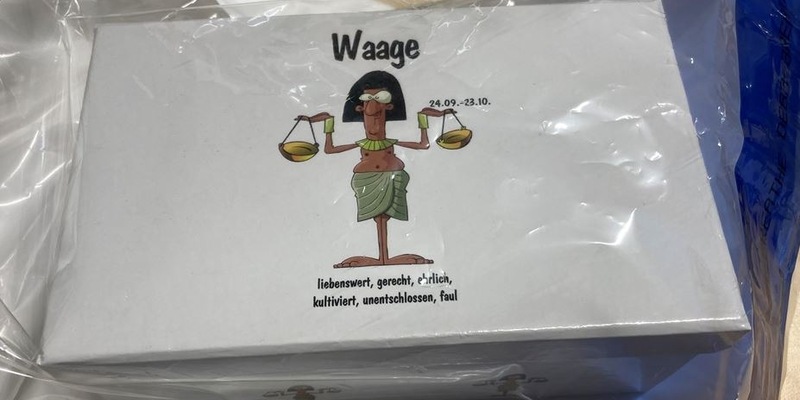 Waage
24.09.-23.10.
liebenswert, gerecht, ehrlich,
kultiviert, unentschlossen, faul